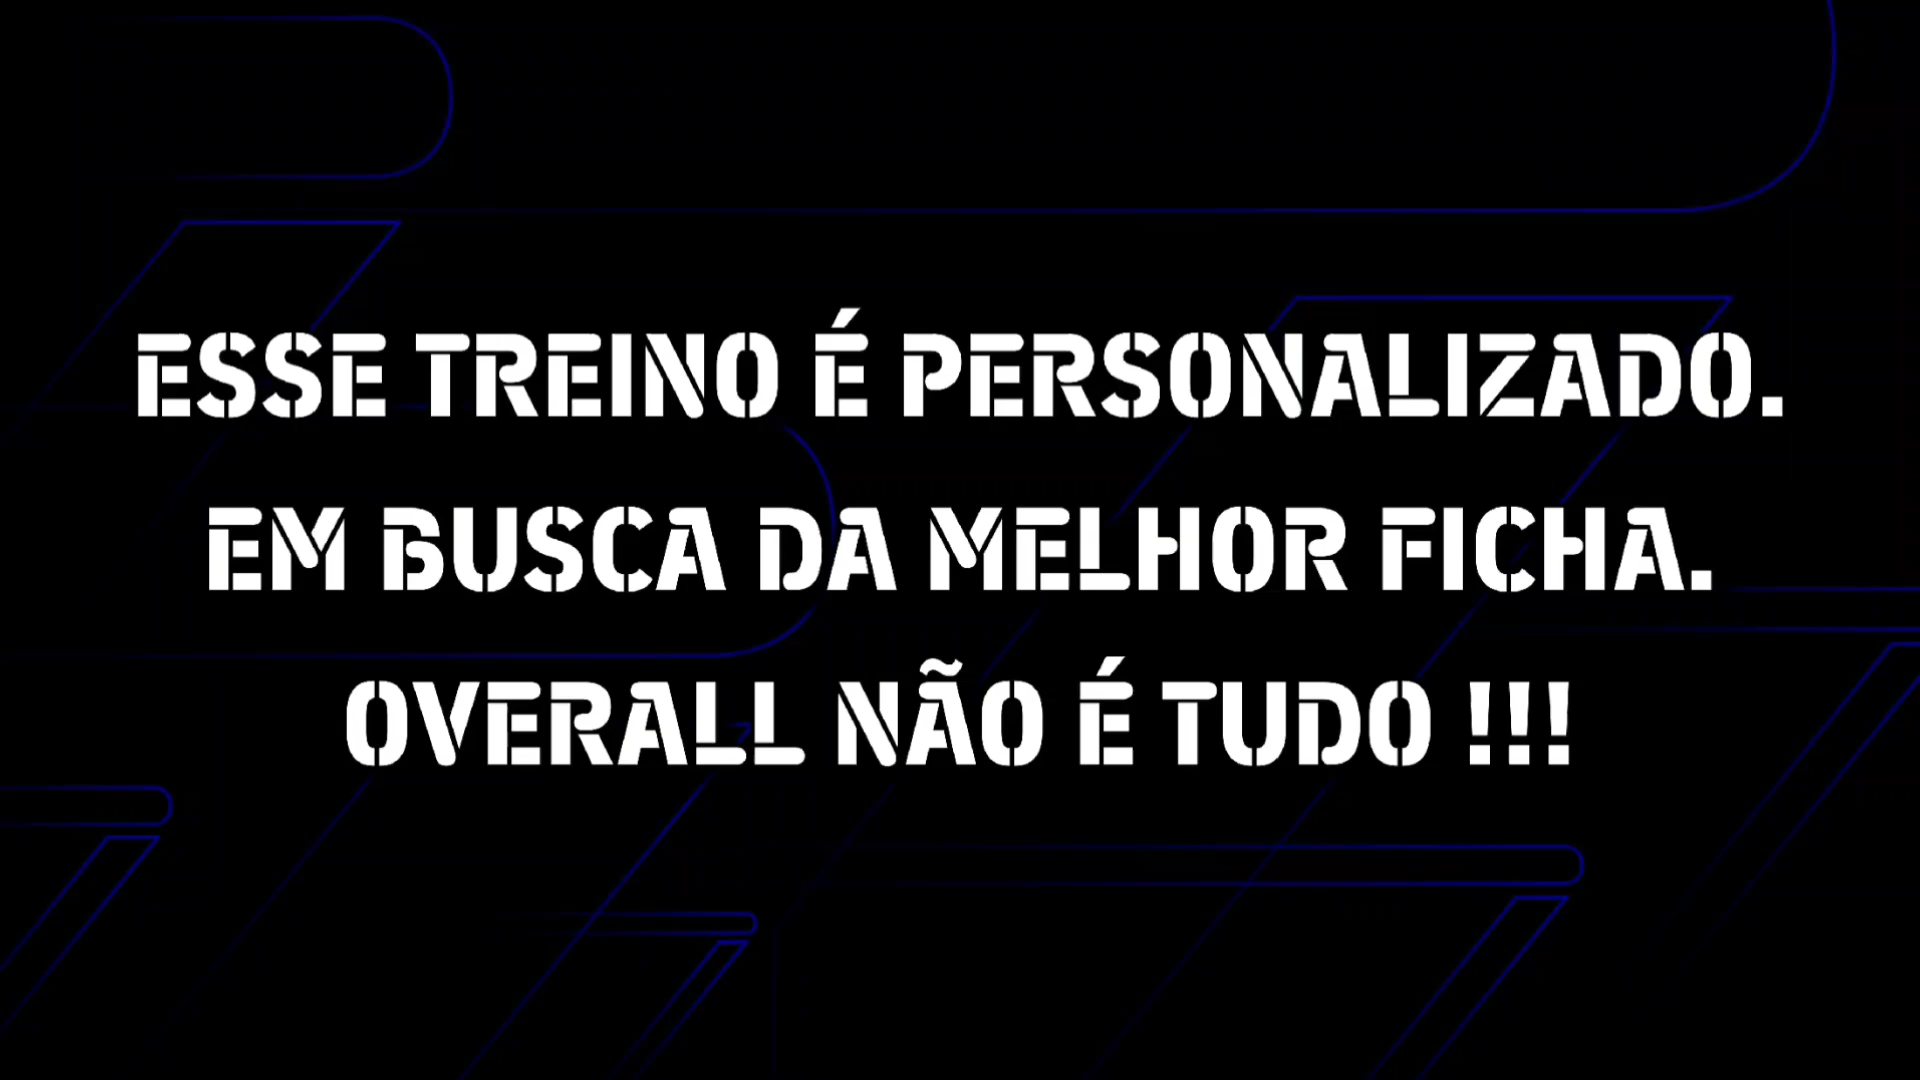 ESSE TREINO É PERSONALIZADO.
EM BUSCA DA MELHOR FICHA.
OVERALL NÃO É TUDO !!!